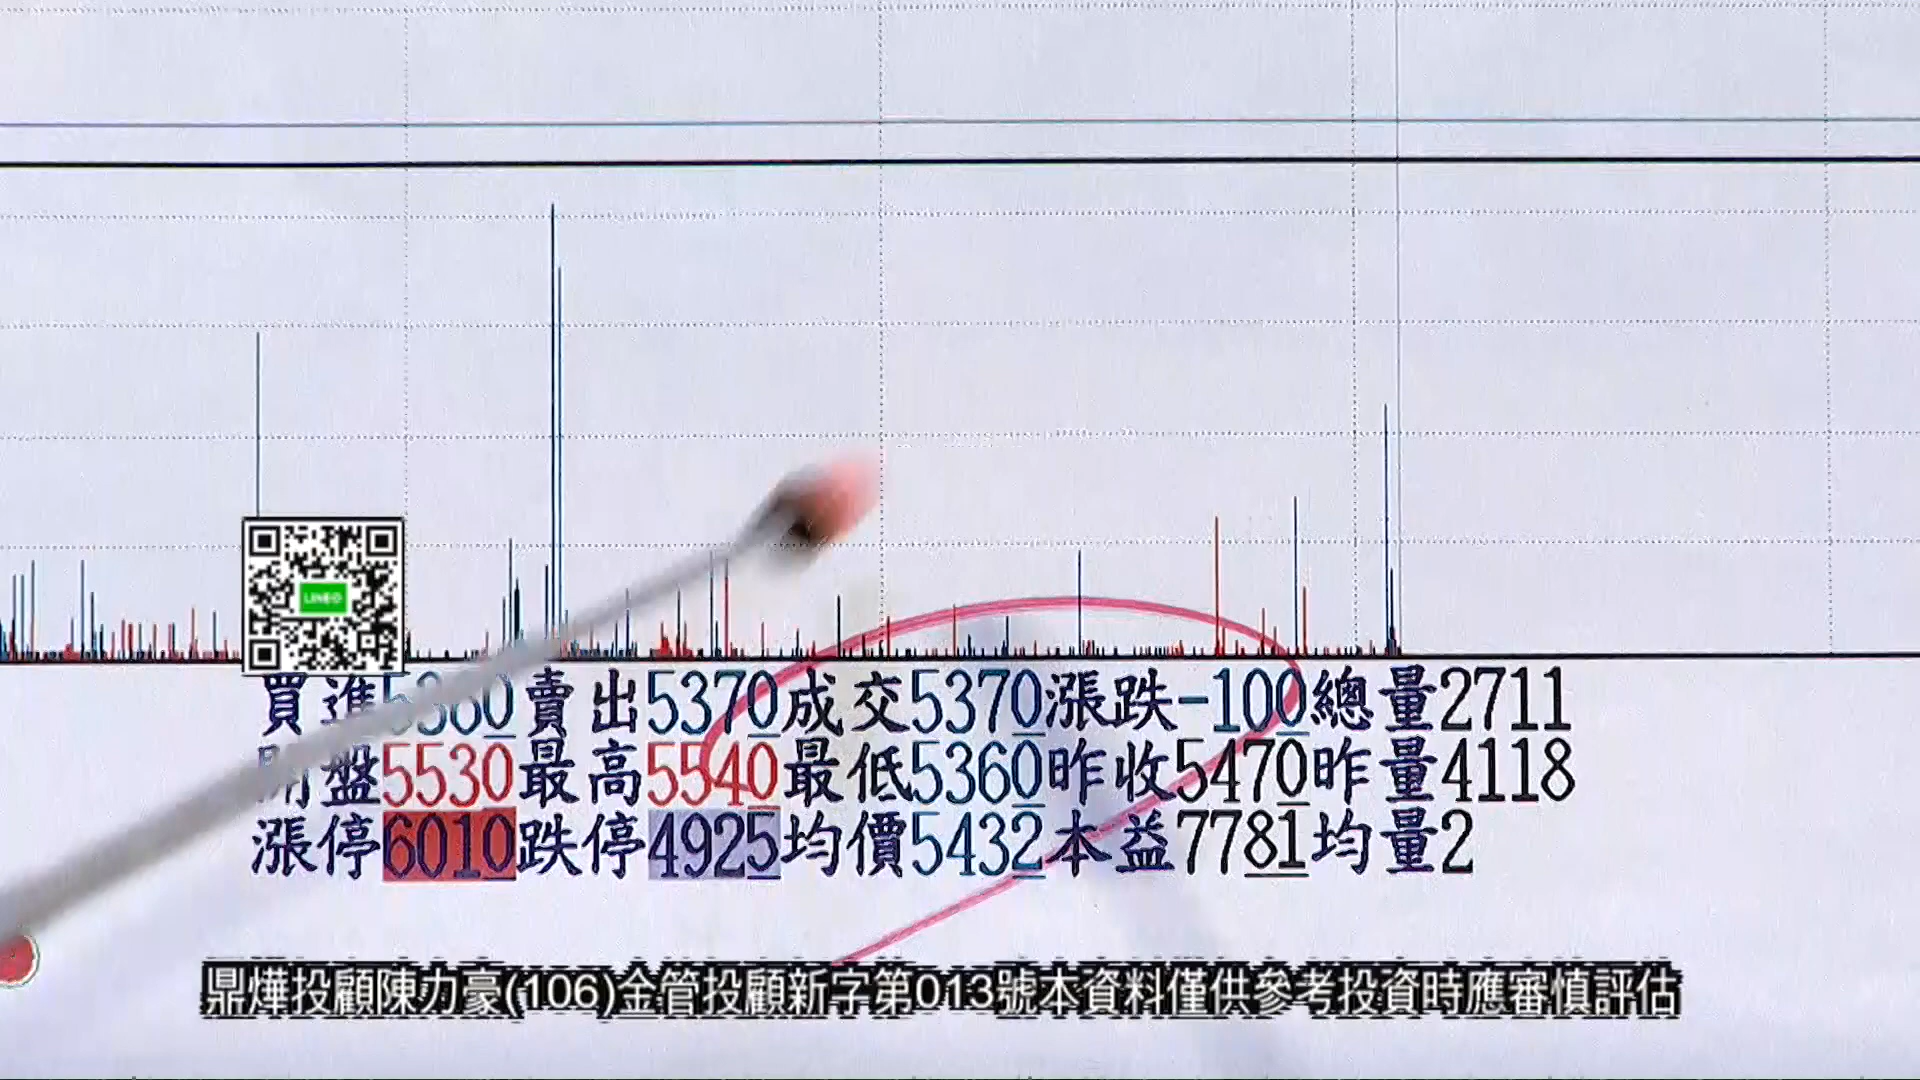 LINE@
買進5360賣出5370成交5370漲跌-100總量2711
開盤5530最高5540最低5360昨收5470昨量4118
漲停6010跌停4925均價5432本益7781均量2
鼎燁投顧陳力豪(106)金管投顧新字第013號本資料僅供參考投資時應審慎評估